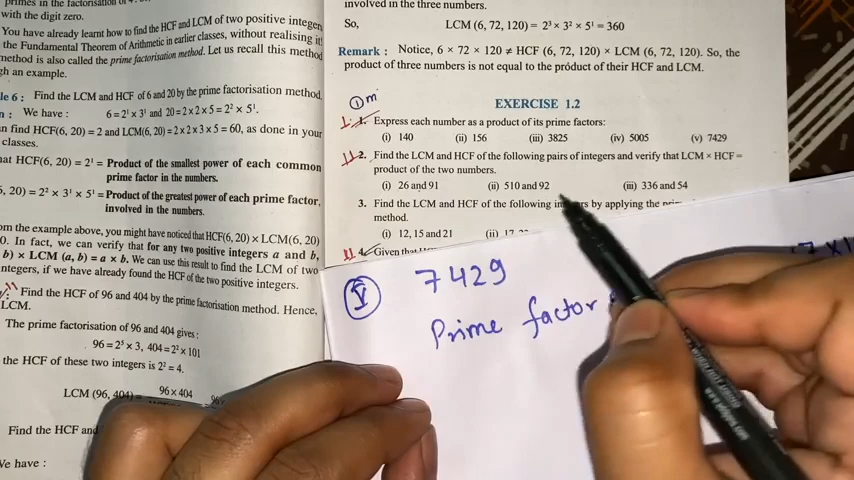 primes in the factorisation of
with the digit zero.
You have already learnt how to find the HCF and LCM of two positive integers
the Fundamental Theorem of Arithmetic in earlier classes, without realising it!
method is also called the prime factorisation method. Let us recall this method
gh an example.
le 6 : Find the LCM and HCF of 6 and 20 by the prime factorisation method.
n : We have : 6 = 2¹ × 3¹ and 20 = 2 × 2 × 5 = 2² × 5¹.
n find HCF(6, 20) = 2 and LCM(6, 20) = 2 × 2 × 3 × 5 = 60, as done in your
classes.
hat HCF(6, 20) = 2¹ = Product of the smallest power of each common
prime factor in the numbers.
6, 20) = 2² × 3¹ × 5¹ = Product of the greatest power of each prime factor,
involved in the numbers.
om the example above, you might have noticed that HCF(6, 20) × LCM(6, 20)
0. In fact, we can verify that for any two positive integers a and b,
b) × LCM (a, b) = a × b. We can use this result to find the LCM of two
ntegers, if we have already found the HCF of the two positive integers.
Find the HCF of 96 and 404 by the prime factorisation method. Hence,
LCM.
The prime factorisation of 96 and 404 gives :
96 = 2⁵ × 3, 404 = 2² × 101
the HCF of these two integers is 2² = 4.
LCM (96, 404) = 96 × 404
Find the HCF and
We have :
involved in the three numbers.
So, LCM (6, 72, 120) = 2³ × 3² × 5¹ = 360
Remark : Notice, 6 × 72 × 120 ≠ HCF (6, 72, 120) × LCM (6, 72, 120). So, the
product of three numbers is not equal to the product of their HCF and LCM.
① m
EXERCISE 1.2
1. Express each number as a product of its prime factors:
(i) 140 (ii) 156 (iii) 3825 (iv) 5005 (v) 7429
2. Find the LCM and HCF of the following pairs of integers and verify that LCM × HCF =
product of the two numbers.
(i) 26 and 91 (ii) 510 and 92 (iii) 336 and 54
3. Find the LCM and HCF of the following integers by applying the
method.
(i) 12, 15 and 21 (ii) 17,
4. Given that
V 7429
Prime factor